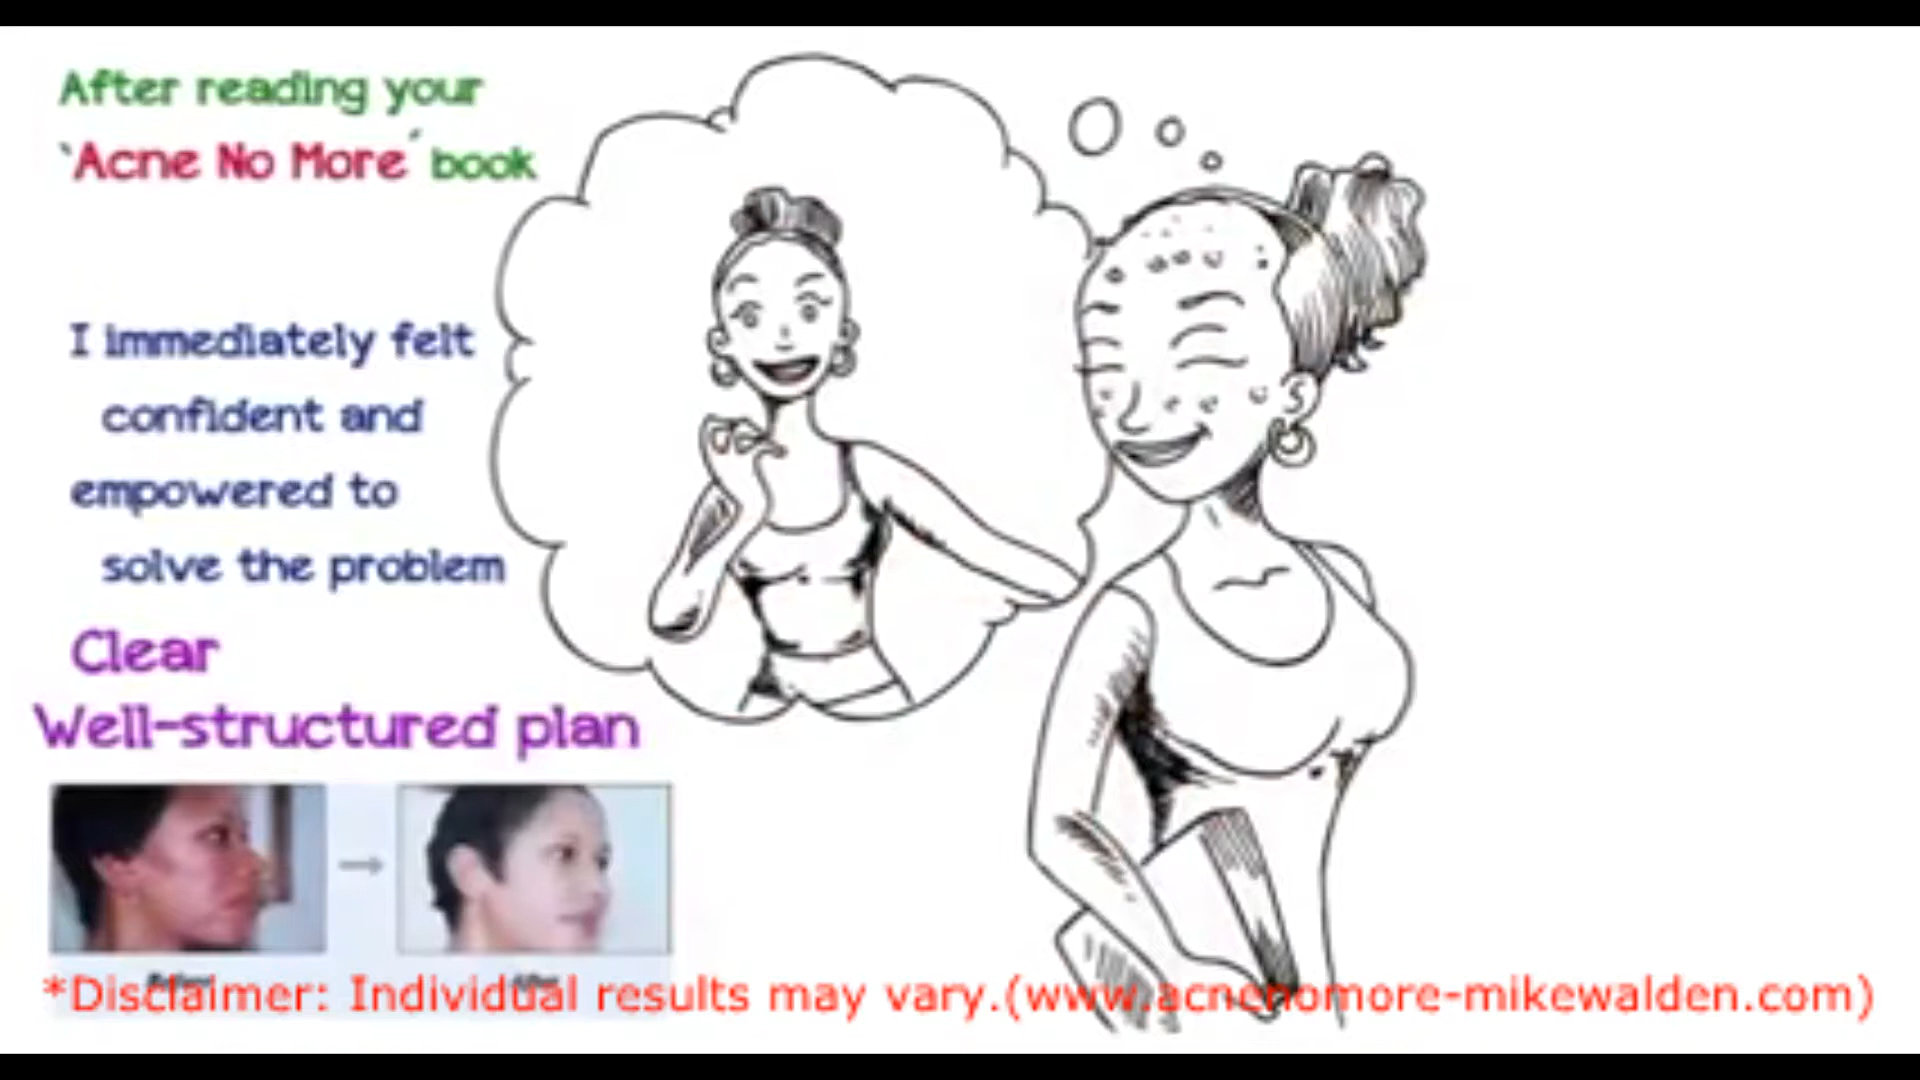 After reading your
‘Acne No More’ book
I immediately felt
confident and
empowered to
solve the problem
Clear
Well-structured plan
*Disclaimer: Individual results may vary.(www.acnenomore-mikewalden.com)